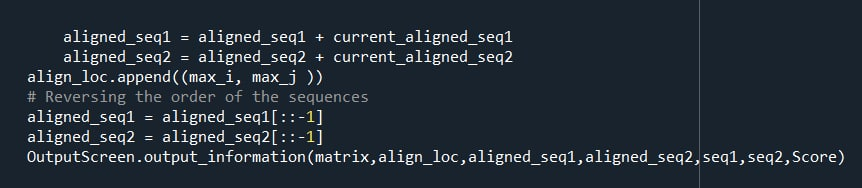 aligned_seq1 = aligned_seq1 + current_aligned_seq1
    aligned_seq2 = aligned_seq2 + current_aligned_seq2
align_loc.append((max_i, max_j ))
# Reversing the order of the sequences
aligned_seq1 = aligned_seq1[::-1]
aligned_seq2 = aligned_seq2[::-1]
OutputScreen.output_information(matrix,align_loc,aligned_seq1,aligned_seq2,seq1,seq2,Score)